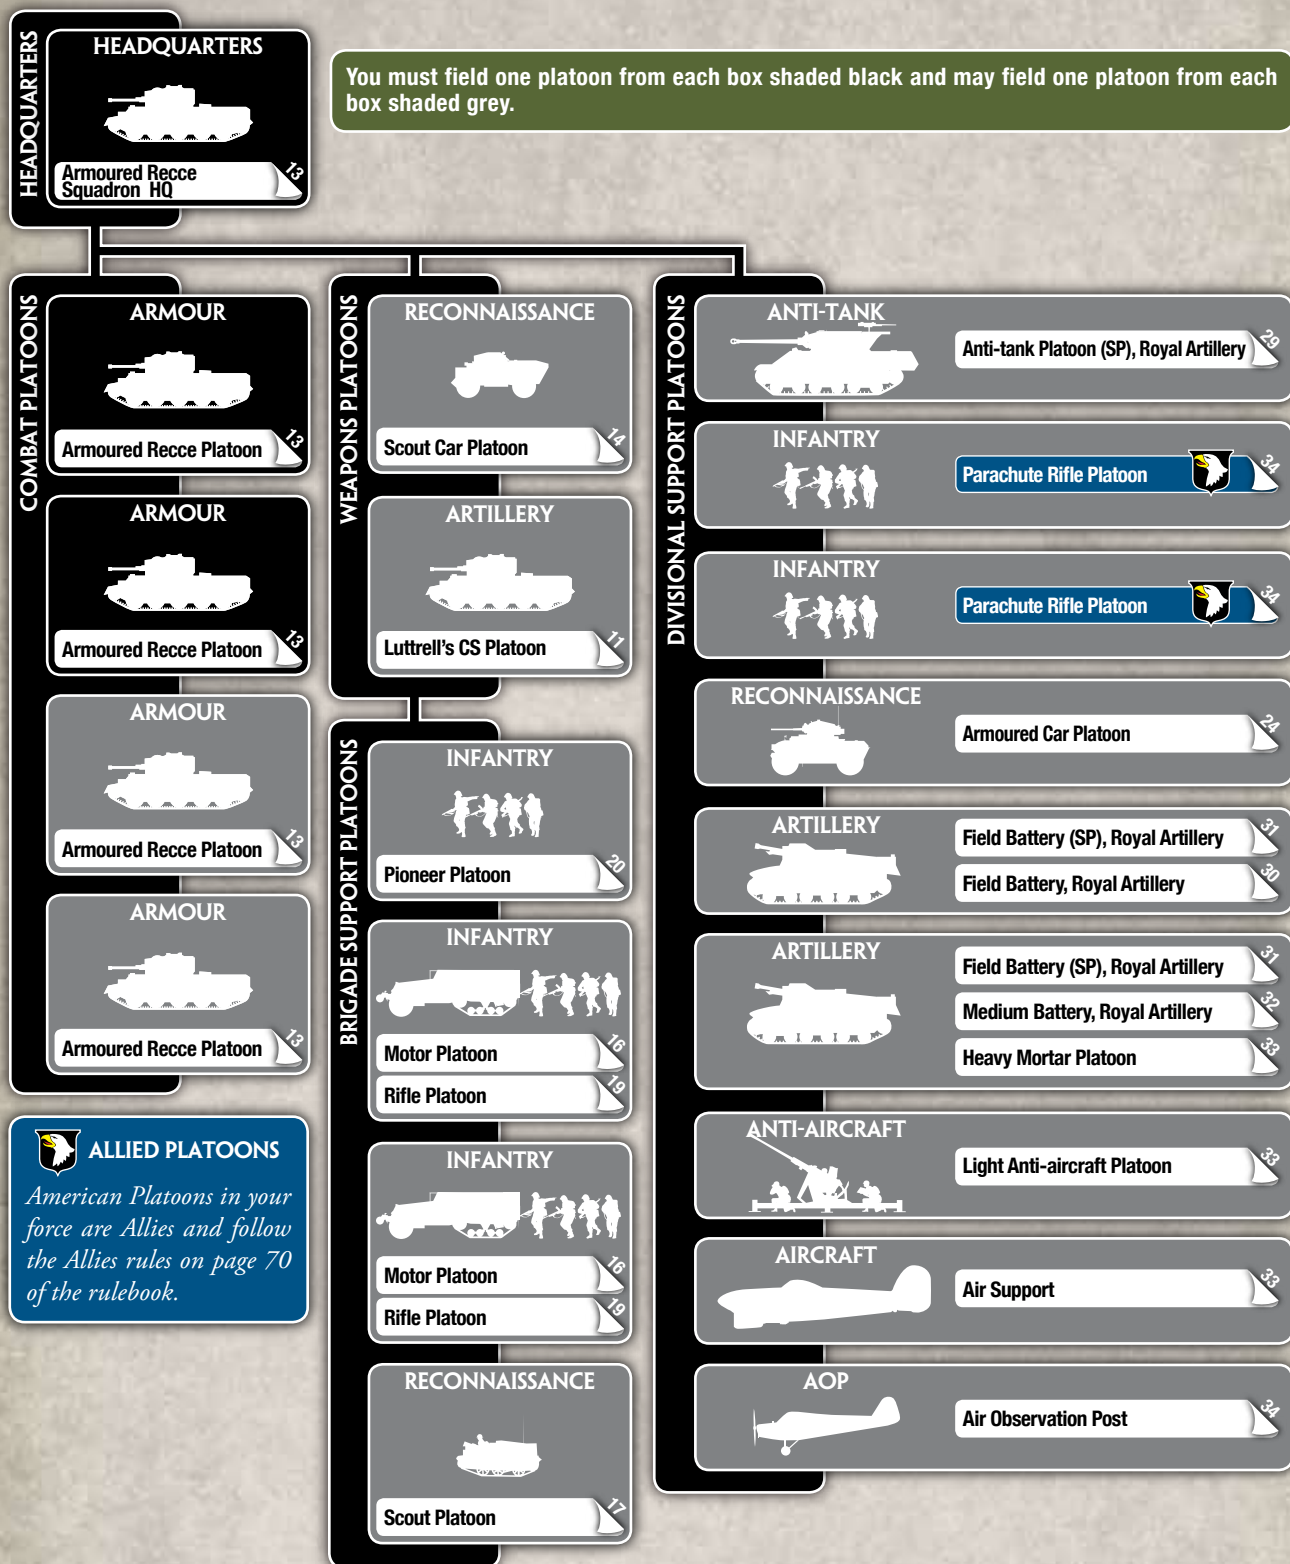 HEADQUARTERS
HEADQUARTERS
Armoured Recce
Squadron HQ
13
You must field one platoon from each box shaded black and may field one platoon from each
box shaded grey.
COMBAT PLATOONS
ARMOUR
Armoured Recce Platoon
13
ARMOUR
Armoured Recce Platoon
13
ARMOUR
Armoured Recce Platoon
13
ARMOUR
Armoured Recce Platoon
13
ALLIED PLATOONS
American Platoons in your
force are Allies and follow
the Allies rules on page 70
of the rulebook.
WEAPONS PLATOONS
RECONNAISSANCE
Scout Car Platoon
14
ARTILLERY
Luttrell's CS Platoon
11
BRIGADE SUPPORT PLATOONS
INFANTRY
Pioneer Platoon
20
INFANTRY
Motor Platoon
16
Rifle Platoon
19
INFANTRY
Motor Platoon
16
Rifle Platoon
19
RECONNAISSANCE
Scout Platoon
17
DIVISIONAL SUPPORT PLATOONS
ANTI-TANK
Anti-tank Platoon (SP), Royal Artillery
29
INFANTRY
Parachute Rifle Platoon
34
INFANTRY
Parachute Rifle Platoon
34
RECONNAISSANCE
Armoured Car Platoon
24
ARTILLERY
Field Battery (SP), Royal Artillery
31
Field Battery, Royal Artillery
30
ARTILLERY
Field Battery (SP), Royal Artillery
31
Medium Battery, Royal Artillery
32
Heavy Mortar Platoon
33
ANTI-AIRCRAFT
Light Anti-aircraft Platoon
33
AIRCRAFT
Air Support
33
AOP
Air Observation Post
34